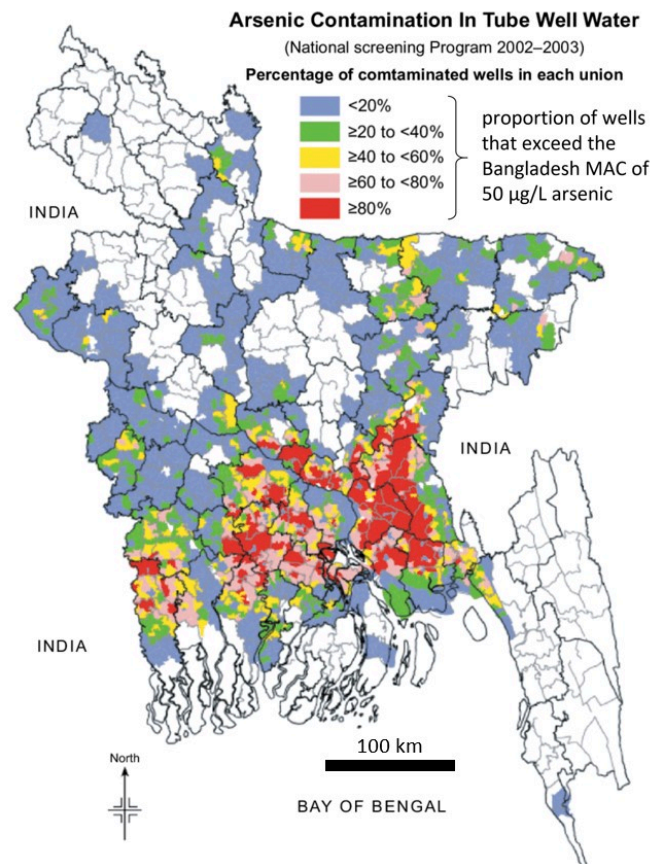 Arsenic Contamination In Tube Well Water
(National screening Program 2002–2003)
Percentage of comtaminated wells in each union
<20%
≥20 to <40%
≥40 to <60%
≥60 to <80%
≥80%
proportion of wells
that exceed the
Bangladesh MAC of
50 µg/L arsenic
INDIA
INDIA
INDIA
100 km
North
BAY OF BENGAL